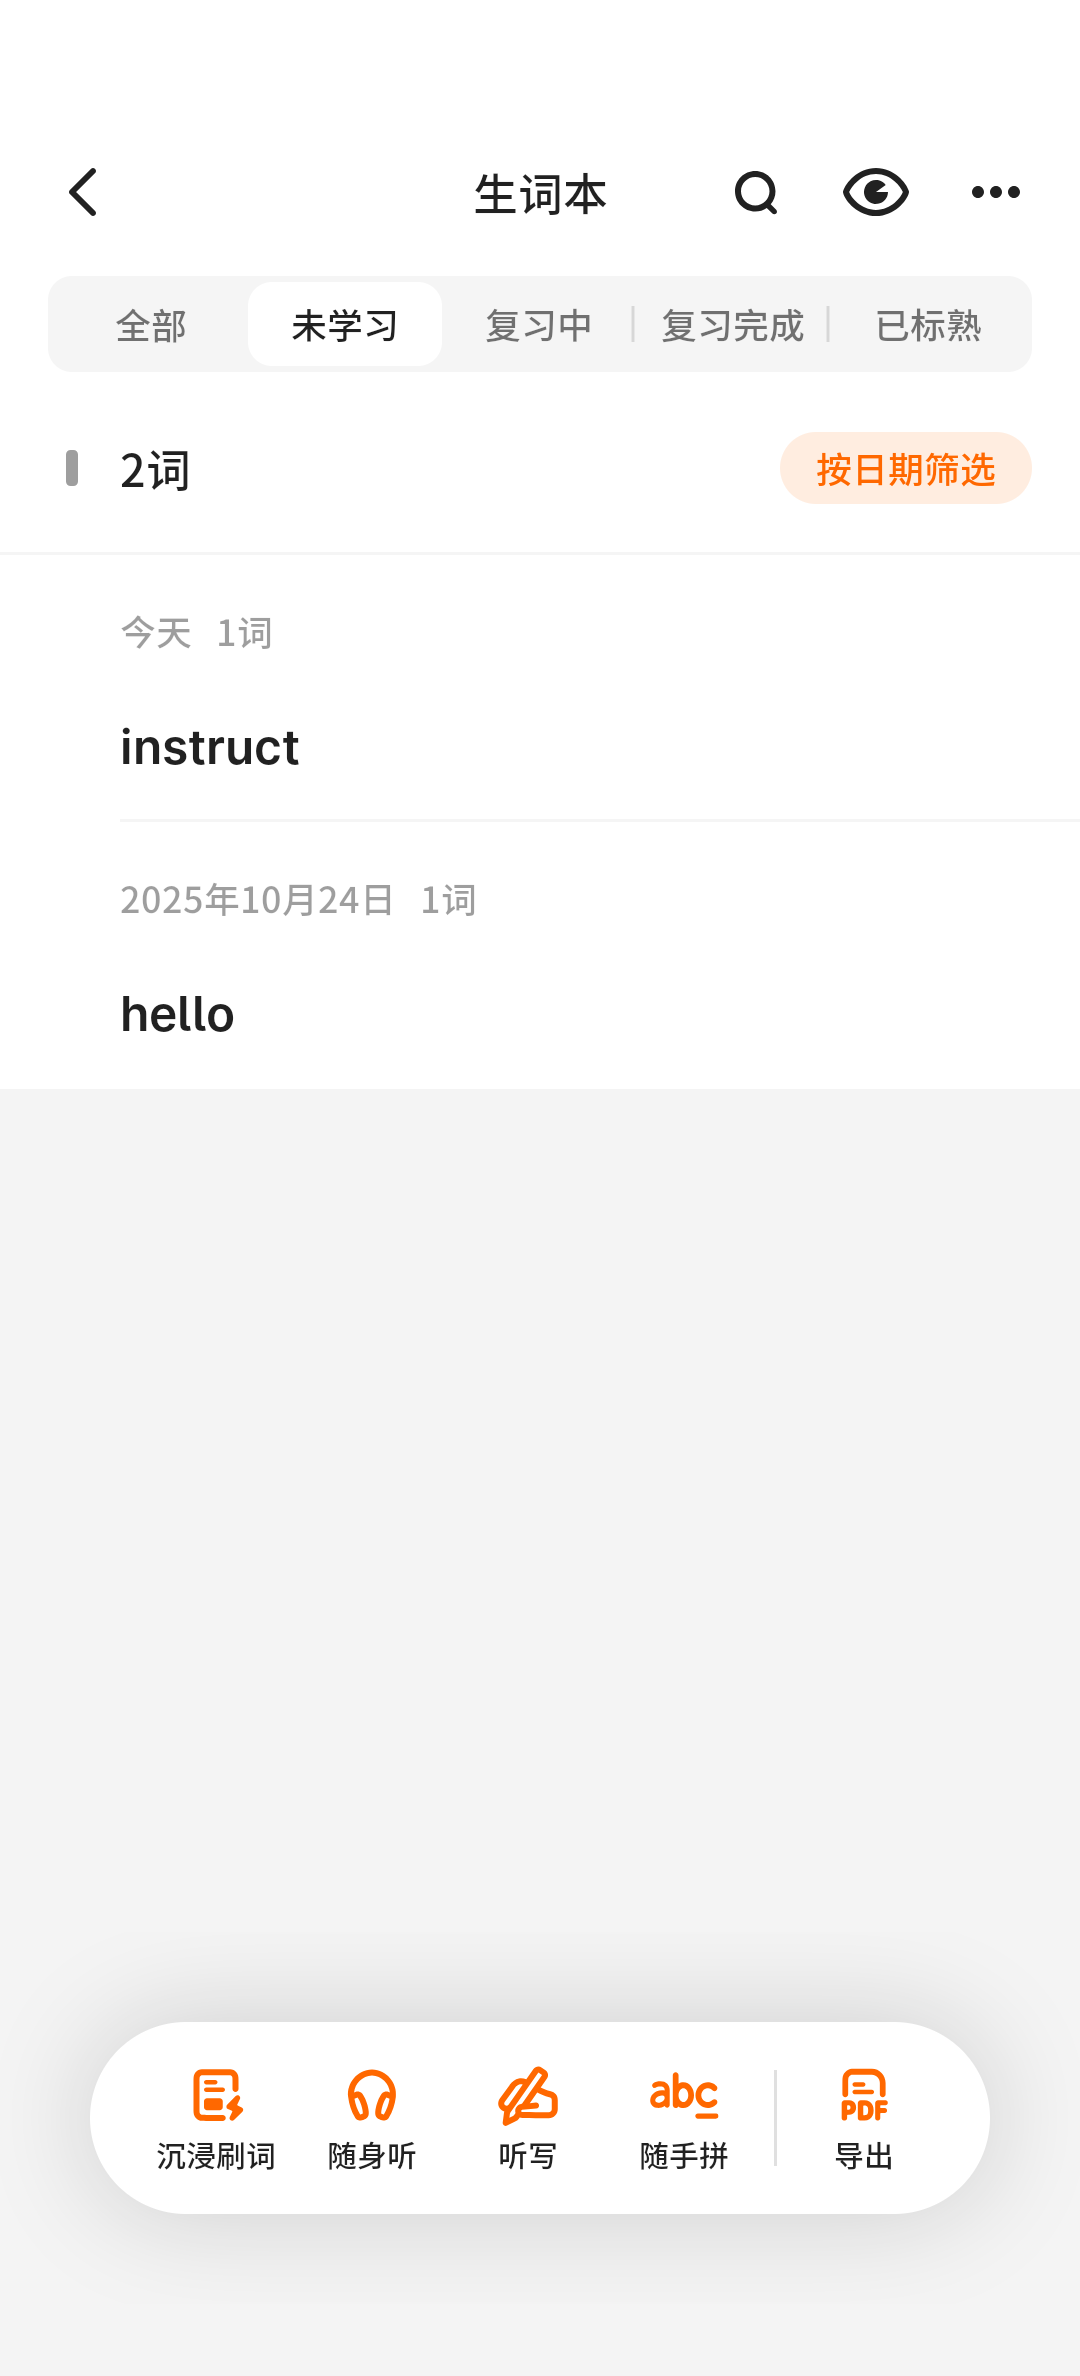 生词本
全部 未学习 复习中 复习完成 已标熟
2词 按日期筛选
今天 1词
instruct
2025年10月24日 1词
hello
abc PDF
沉浸刷词 随身听 听写 随手拼 导出